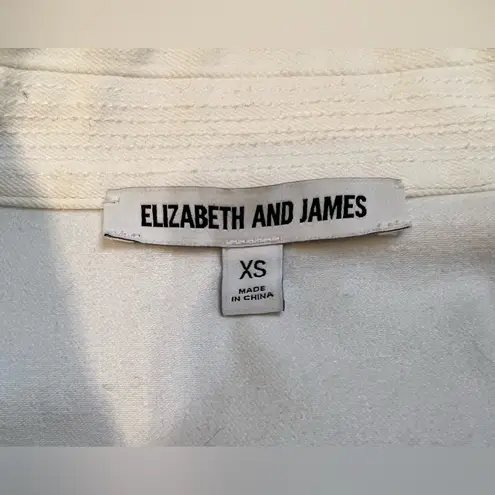 ELIZABETH AND JAMES
XS
MADE
IN CHINA